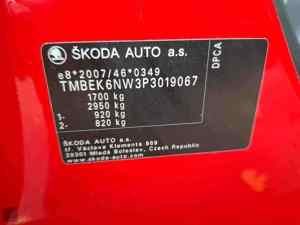 ŠKODA AUTO a.s.
DPCA
e8*2007/46*0349
TMBEK6NW3P3019067
1700 kg
2950 kg
1- 920 kg
2- 820 kg
ŠKODA AUTO a.s.
tř. Václava Klementa 869
29301 Mladá Boleslav, Czech Republic
www.skoda-auto.com